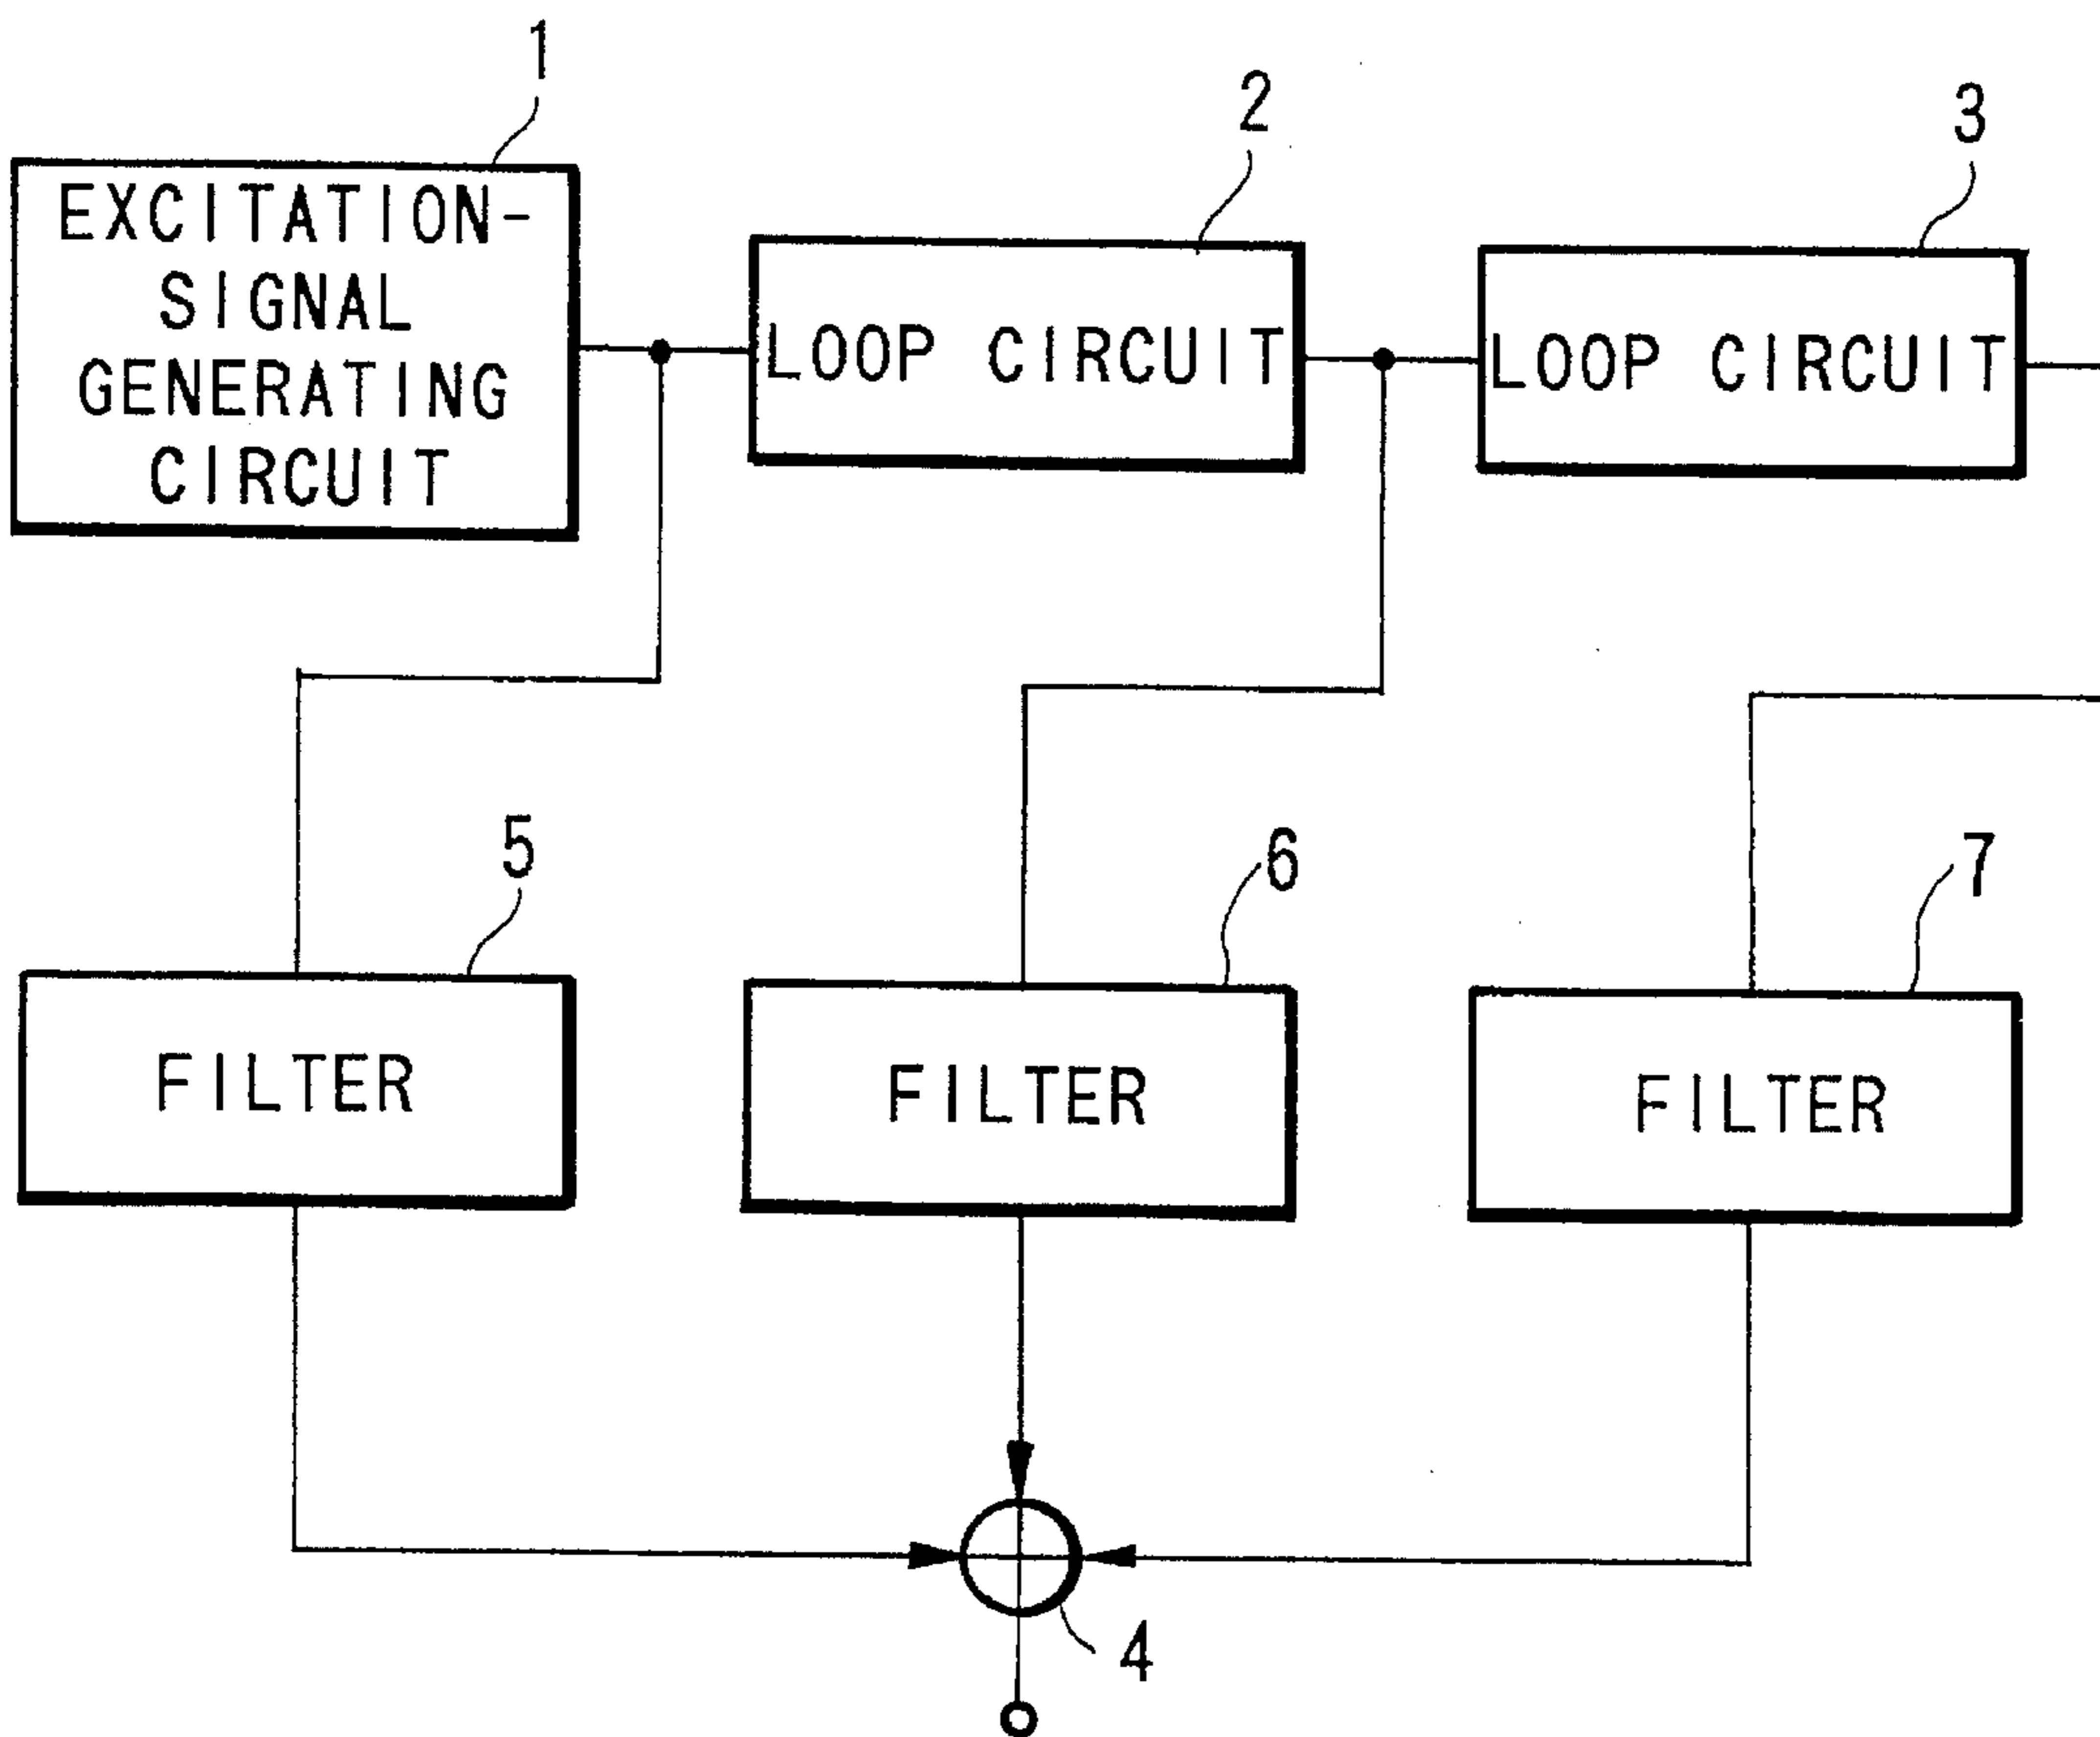 1
2
3
EXCITATION-
SIGNAL
GENERATING
CIRCUIT
LOOP CIRCUIT
LOOP CIRCUIT
5
6
7
FILTER
FILTER
FILTER
4